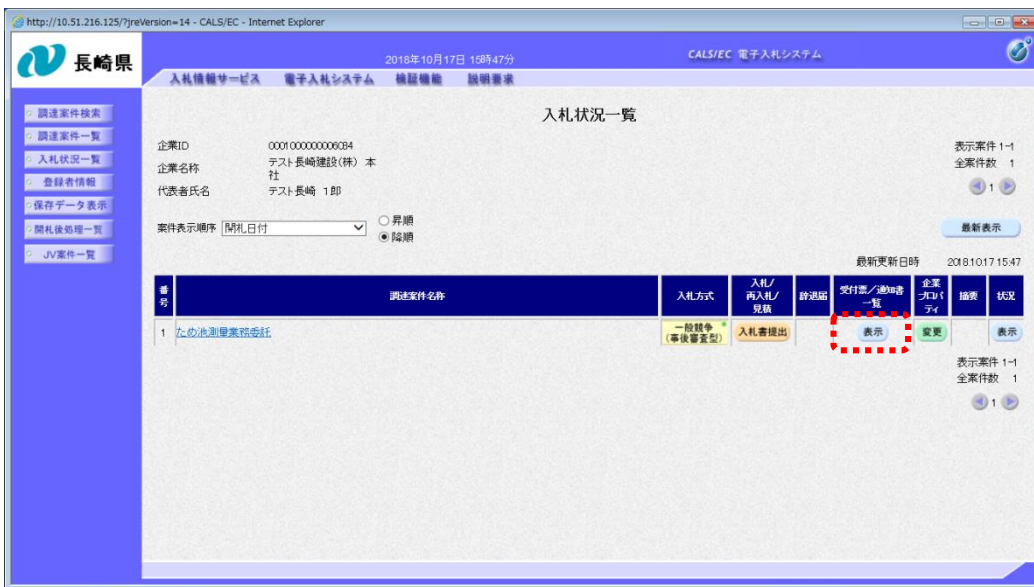 http://10.51.216.125/?jreVersion=14 - CALS/EC - Internet Explorer
長崎県
2018年10月17日 15時47分
CALS/EC 電子入札システム
入札情報サービス 電子入札システム 検証機能 説明要求
調達案件検索
調達案件一覧
入札状況一覧
登録者情報
保存データ表示
開札後処理一覧
JV案件一覧
入札状況一覧
企業ID 0001000000006084
企業名称 テスト長崎建設(株) 本
社
代表者氏名 テスト長崎 1郎
表示案件 1-1
全案件数 1
1
案件表示順序 開札日付
昇順
降順
最新表示
最新更新日時 2018.10.17 15:47
番号 調達案件名称 入札方式 入札/再入札/見積 辞退届 受付票/通知書一覧 企業プロパティ 摘要 状況
1 ため池測量業務委託 一般競争(事後審査型) 入札書提出 表示 変更 表示
表示案件 1-1
全案件数 1
1